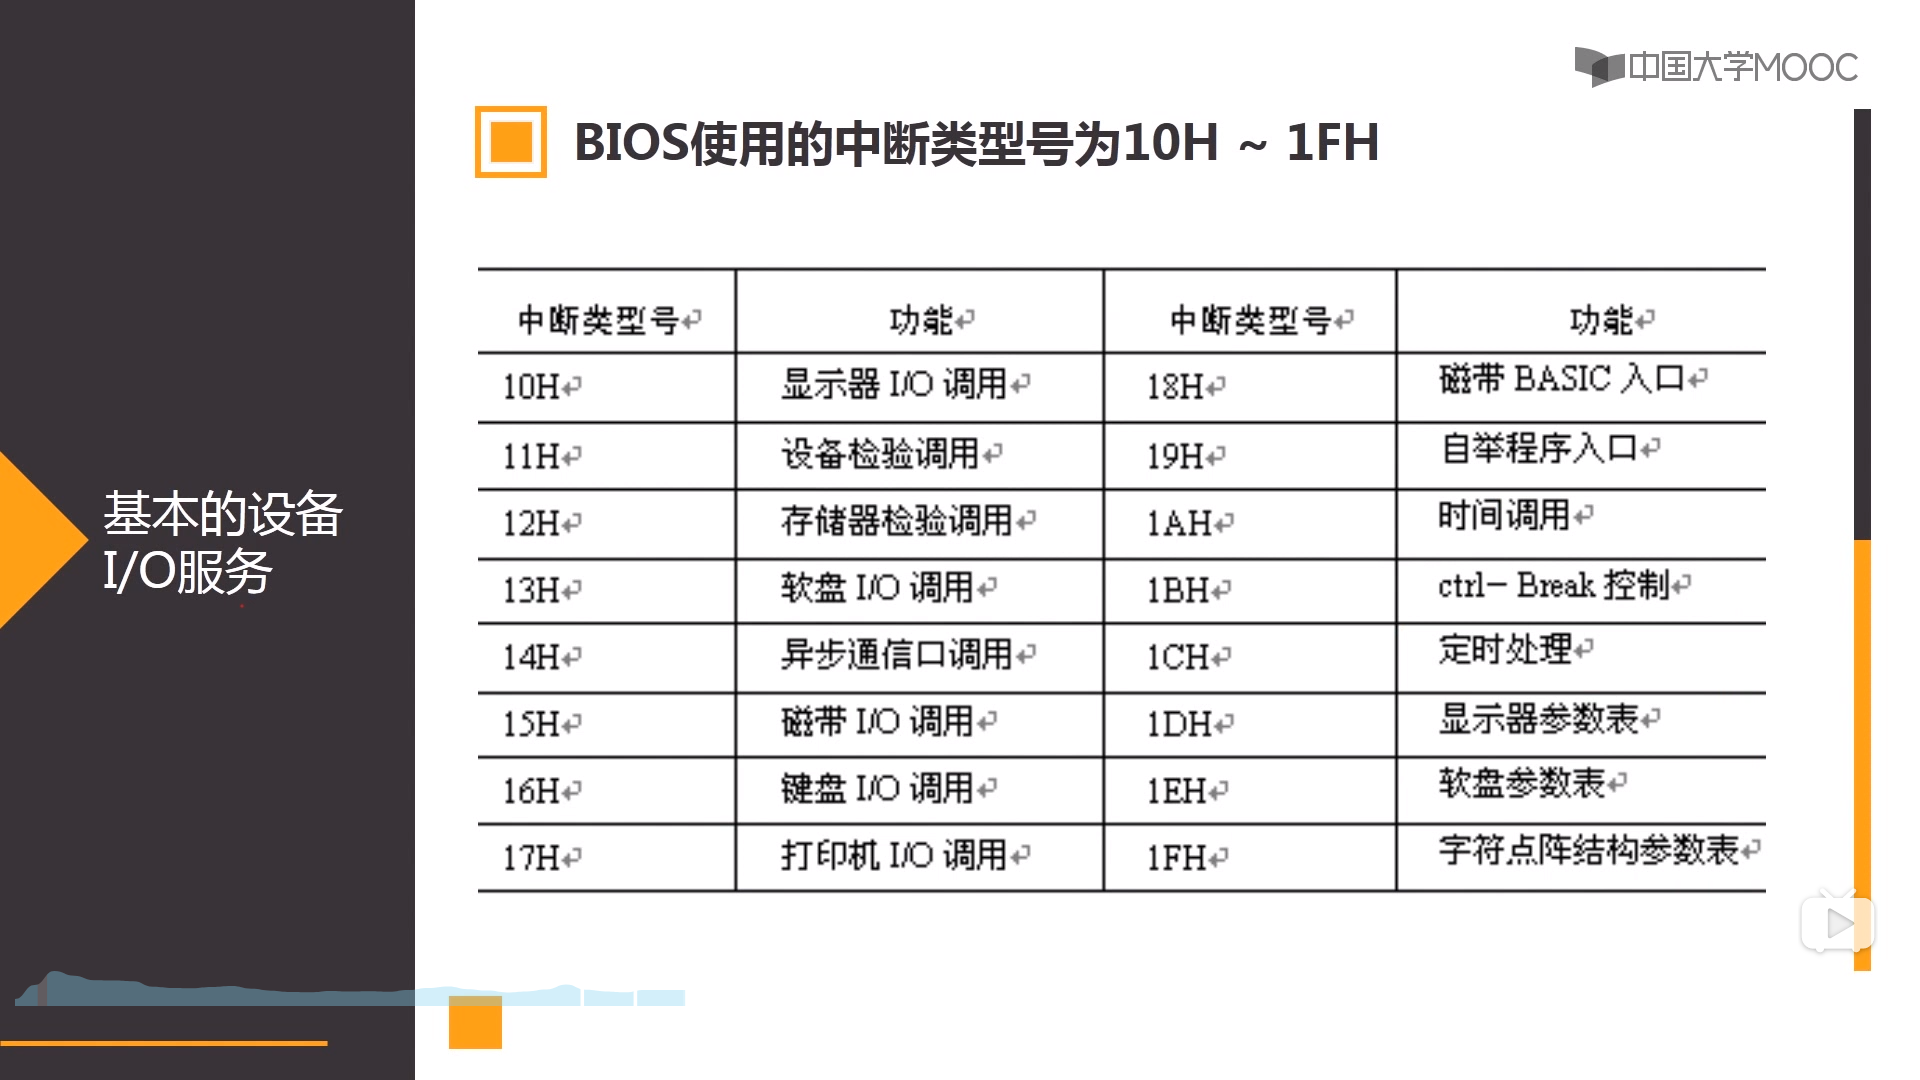 中国大学MOOC
BIOS使用的中断类型号为10H ~ 1FH
基本的设备
I/O服务
中断类型号 功能 中断类型号 功能
10H 显示器 I/O 调用 18H 磁带 BASIC 入口
11H 设备检验调用 19H 自举程序入口
12H 存储器检验调用 1AH 时间调用
13H 软盘 I/O 调用 1BH ctrl- Break 控制
14H 异步通信口调用 1CH 定时处理
15H 磁带 I/O 调用 1DH 显示器参数表
16H 键盘 I/O 调用 1EH 软盘参数表
17H 打印机 I/O 调用 1FH 字符点阵结构参数表